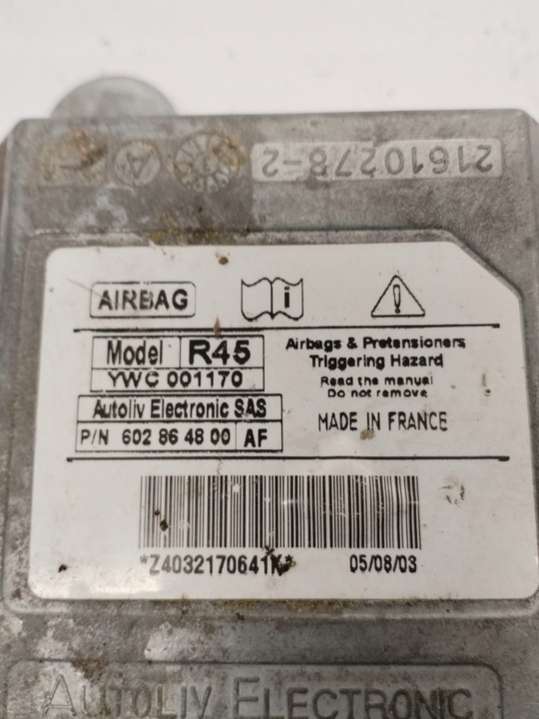 21610278-2
AIRBAG i
Model R45
YWC 001170
Autoliv Electronic SAS
P/N 602 86 48 00 AF
Airbags & Pretensioners
Triggering Hazard
Read the manual
Do not remove
MADE IN FRANCE
05/08/03
AUTOLIV ELECTRONIC